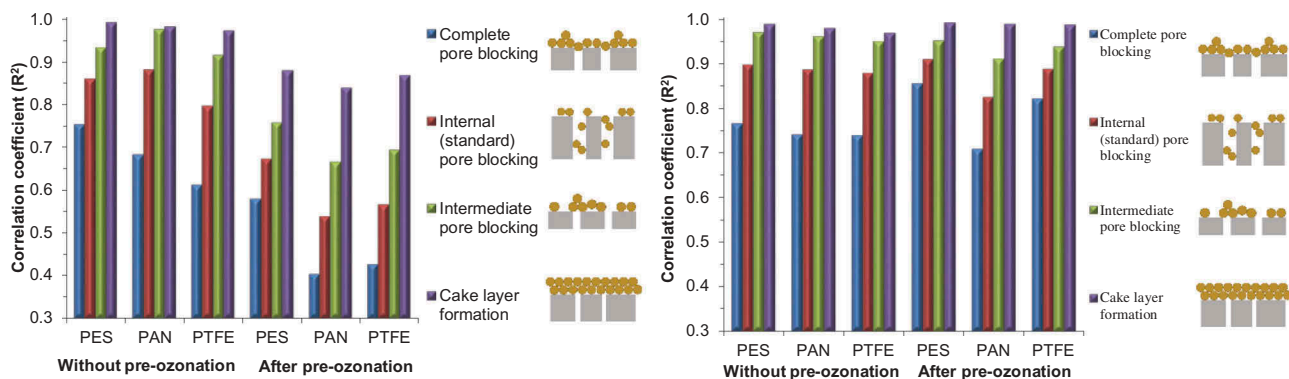 Correlation coefficient (R²)
1.0
0.9
0.8
0.7
0.6
0.5
0.4
0.3
PES PAN PTFE PES PAN PTFE
Without pre-ozonation After pre-ozonation
Complete
pore blocking
Internal
(standard)
pore blocking
Intermediate
pore blocking
Cake layer
formation
Correlation coefficient (R²)
1.0
0.9
0.8
0.7
0.6
0.5
0.4
0.3
PES PAN PTFE PES PAN PTFE
Without pre-ozonation After pre-ozonation
Complete pore
blocking
Internal
(standard) pore
blocking
Intermediate
pore blocking
Cake layer
formation